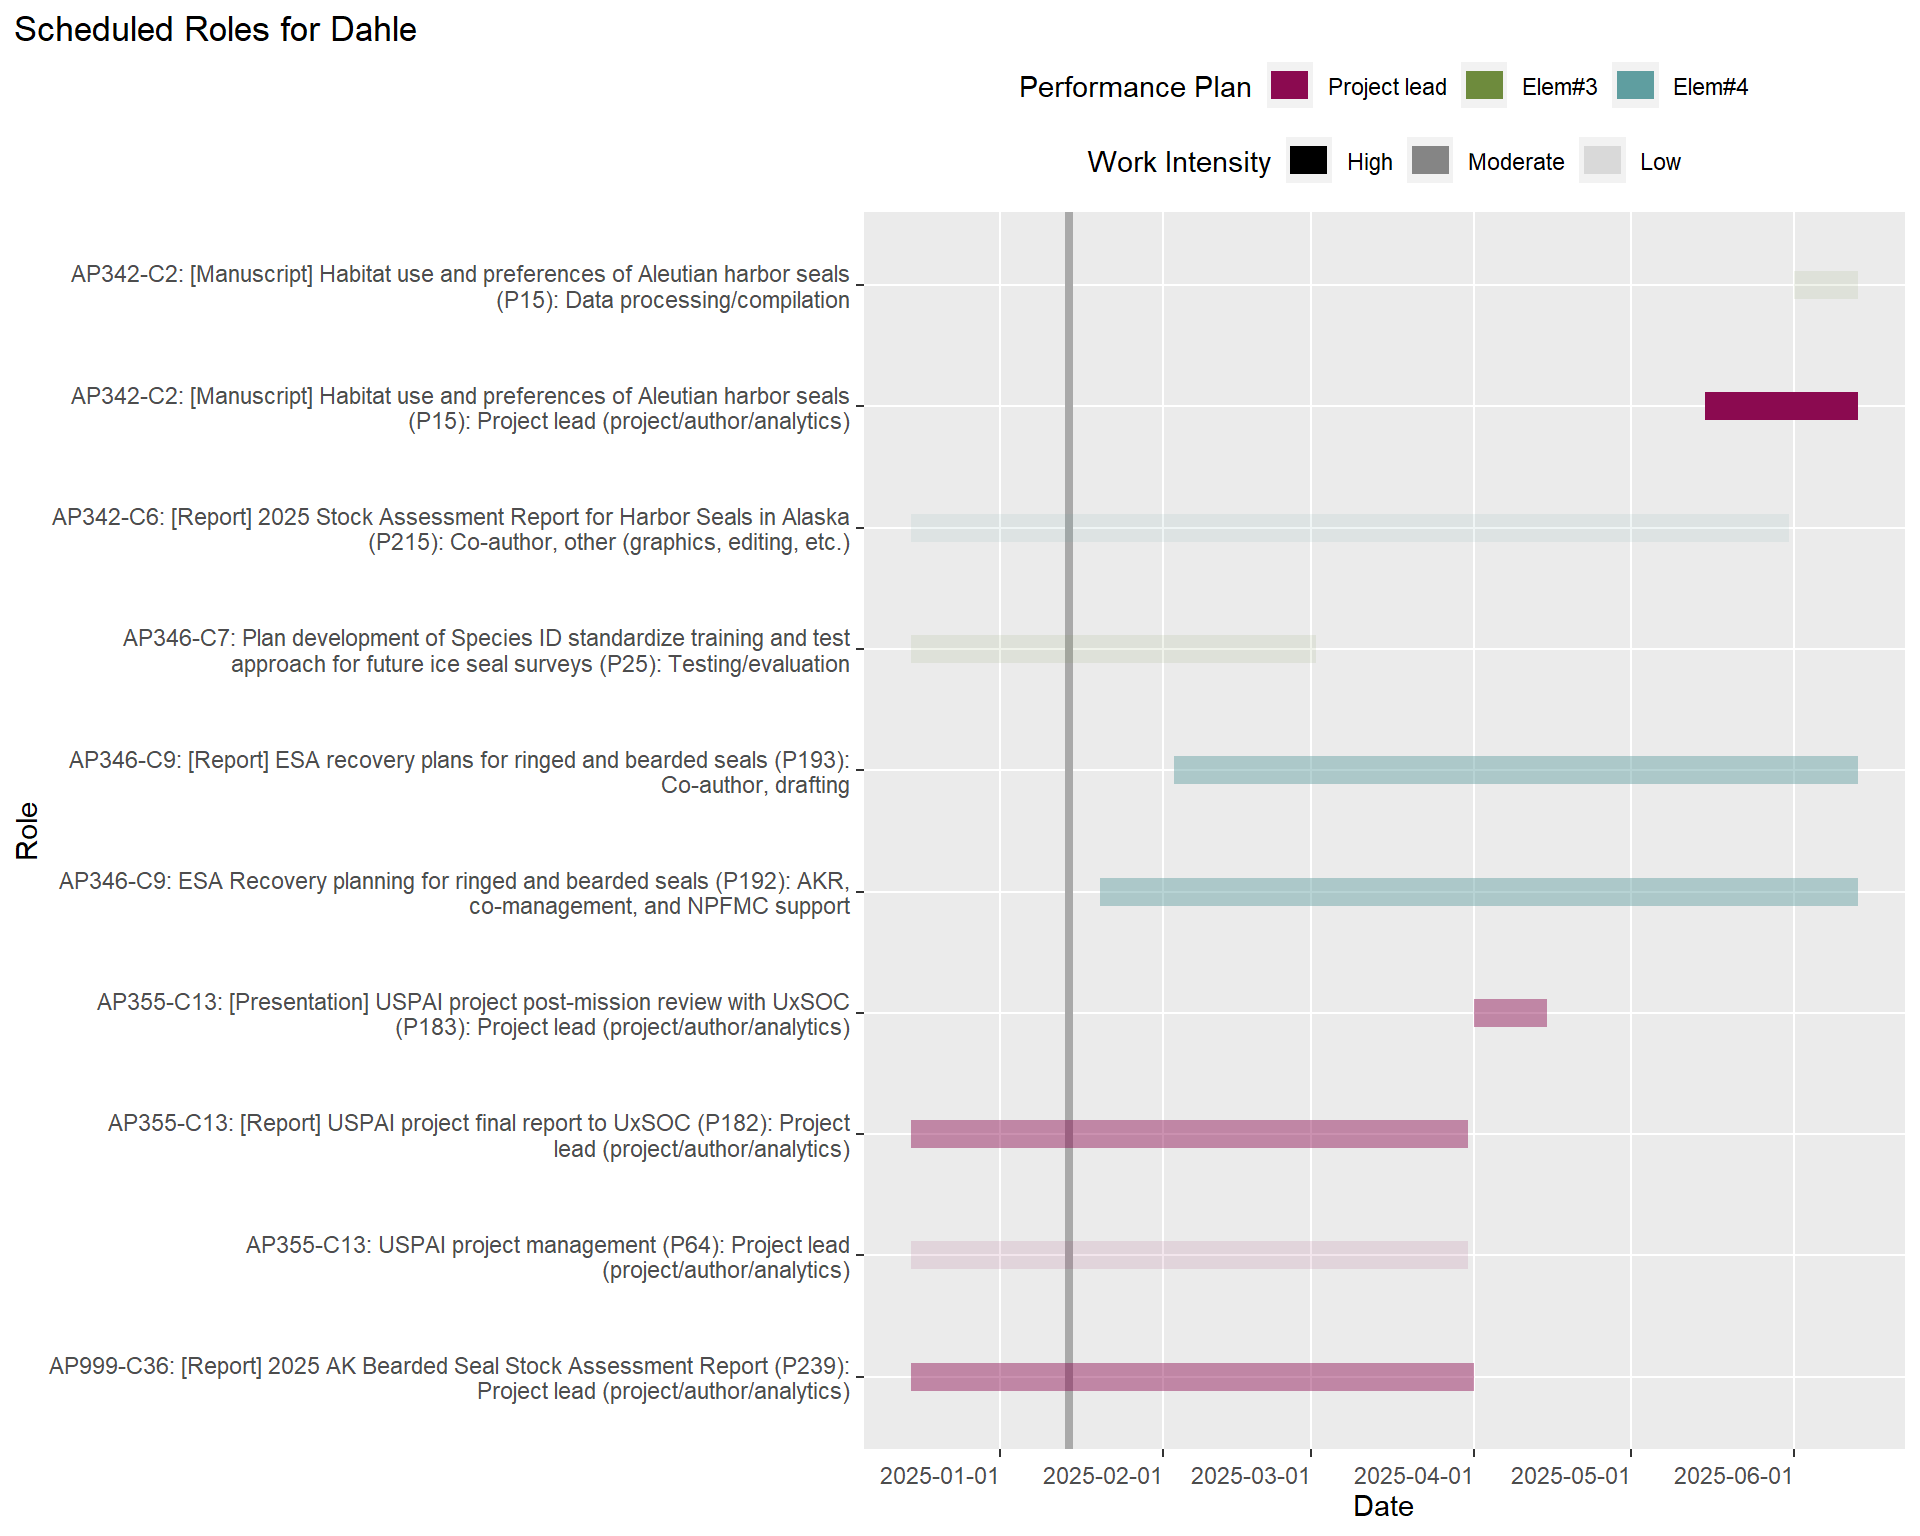 Scheduled Roles for Dahle
Performance Plan Project lead Elem#3 Elem#4
Work Intensity High Moderate Low
AP342-C2: [Manuscript] Habitat use and preferences of Aleutian harbor seals
(P15): Data processing/compilation
AP342-C2: [Manuscript] Habitat use and preferences of Aleutian harbor seals
(P15): Project lead (project/author/analytics)
AP342-C6: [Report] 2025 Stock Assessment Report for Harbor Seals in Alaska
(P215): Co-author, other (graphics, editing, etc.)
AP346-C7: Plan development of Species ID standardize training and test
approach for future ice seal surveys (P25): Testing/evaluation
AP346-C9: [Report] ESA recovery plans for ringed and bearded seals (P193):
Co-author, drafting
AP346-C9: ESA Recovery planning for ringed and bearded seals (P192): AKR,
co-management, and NPFMC support
AP355-C13: [Presentation] USPAI project post-mission review with UxSOC
(P183): Project lead (project/author/analytics)
AP355-C13: [Report] USPAI project final report to UxSOC (P182): Project
lead (project/author/analytics)
AP355-C13: USPAI project management (P64): Project lead
(project/author/analytics)
AP999-C36: [Report] 2025 AK Bearded Seal Stock Assessment Report (P239):
Project lead (project/author/analytics)
Role
2025-01-01 2025-02-01 2025-03-01 2025-04-01 2025-05-01 2025-06-01
Date